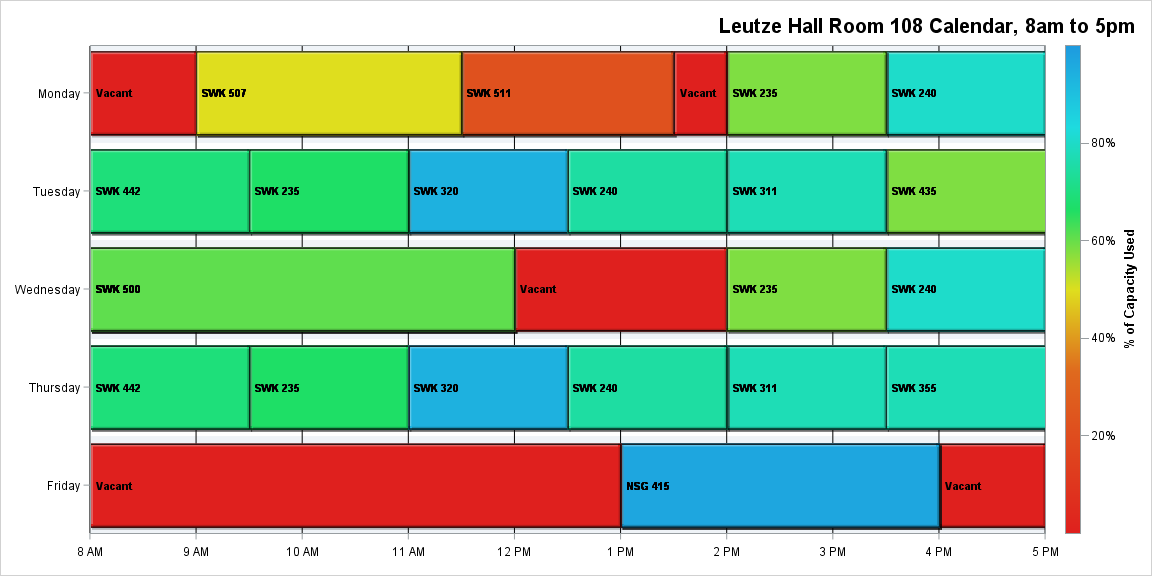 Leutze Hall Room 108 Calendar, 8am to 5pm
Monday
Vacant
SWK 507
SWK 511
Vacant
SWK 235
SWK 240
Tuesday
SWK 442
SWK 235
SWK 320
SWK 240
SWK 311
SWK 435
Wednesday
SWK 500
Vacant
SWK 235
SWK 240
Thursday
SWK 442
SWK 235
SWK 320
SWK 240
SWK 311
SWK 355
Friday
Vacant
NSG 415
Vacant
8 AM
9 AM
10 AM
11 AM
12 PM
1 PM
2 PM
3 PM
4 PM
5 PM
80%
60%
40%
20%
% of Capacity Used